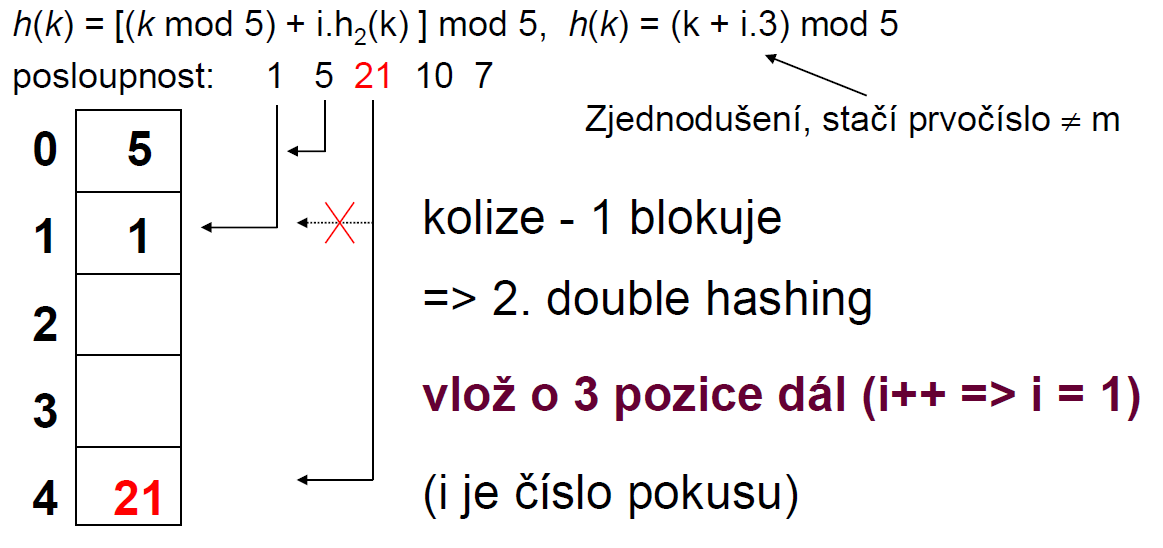 h(k) = [(k mod 5) + i.h₂(k) ] mod 5, h(k) = (k + i.3) mod 5
posloupnost: 1 5 21 10 7
Zjednodušení, stačí prvočíslo ≠ m
0 5
1 1
2
3
4 21
kolize - 1 blokuje
=> 2. double hashing
vlož o 3 pozice dál (i++ => i = 1)
(i je číslo pokusu)